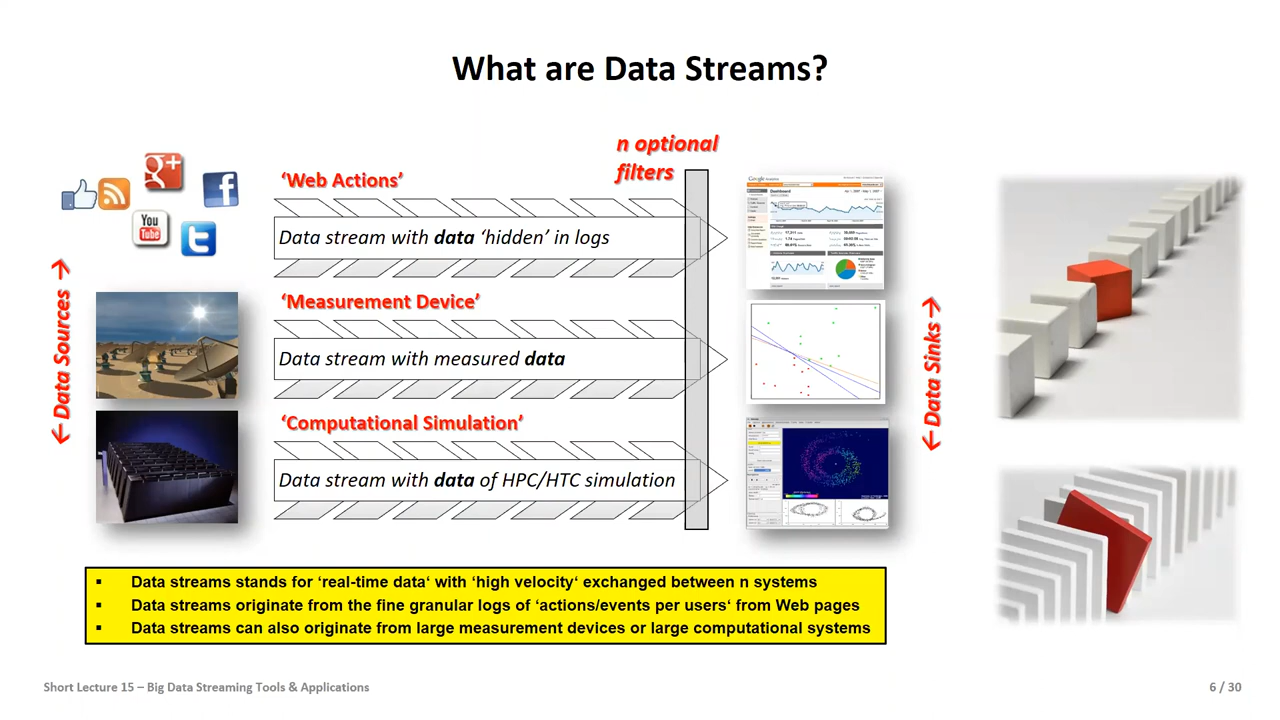 What are Data Streams?
n optional
filters
‘Web Actions’
Data stream with data ‘hidden’ in logs
‘Measurement Device’
Data stream with measured data
‘Computational Simulation’
Data stream with data of HPC/HTC simulation
← Data Sources →
← Data Sinks →
g+
f
You
Tube
t
Google
Dashboard
▪ Data streams stands for ‘real-time data‘ with ‘high velocity‘ exchanged between n systems
▪ Data streams originate from the fine granular logs of ‘actions/events per users‘ from Web pages
▪ Data streams can also originate from large measurement devices or large computational systems
Short Lecture 15 – Big Data Streaming Tools & Applications
6 / 30